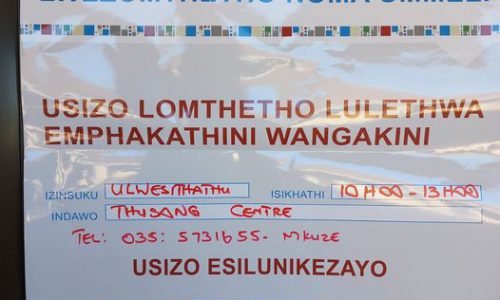 USIZO LOMTHETHO LULETHWA
EMPHAKATHINI WANGAKINI
IZINSUKU ULWESITHATHU ISIKHATHI 10H00 - 13H00
INDAWO THUSONG CENTRE
TEL: 035: 5731655- MKUZE
USIZO ESILUNIKEZAYO